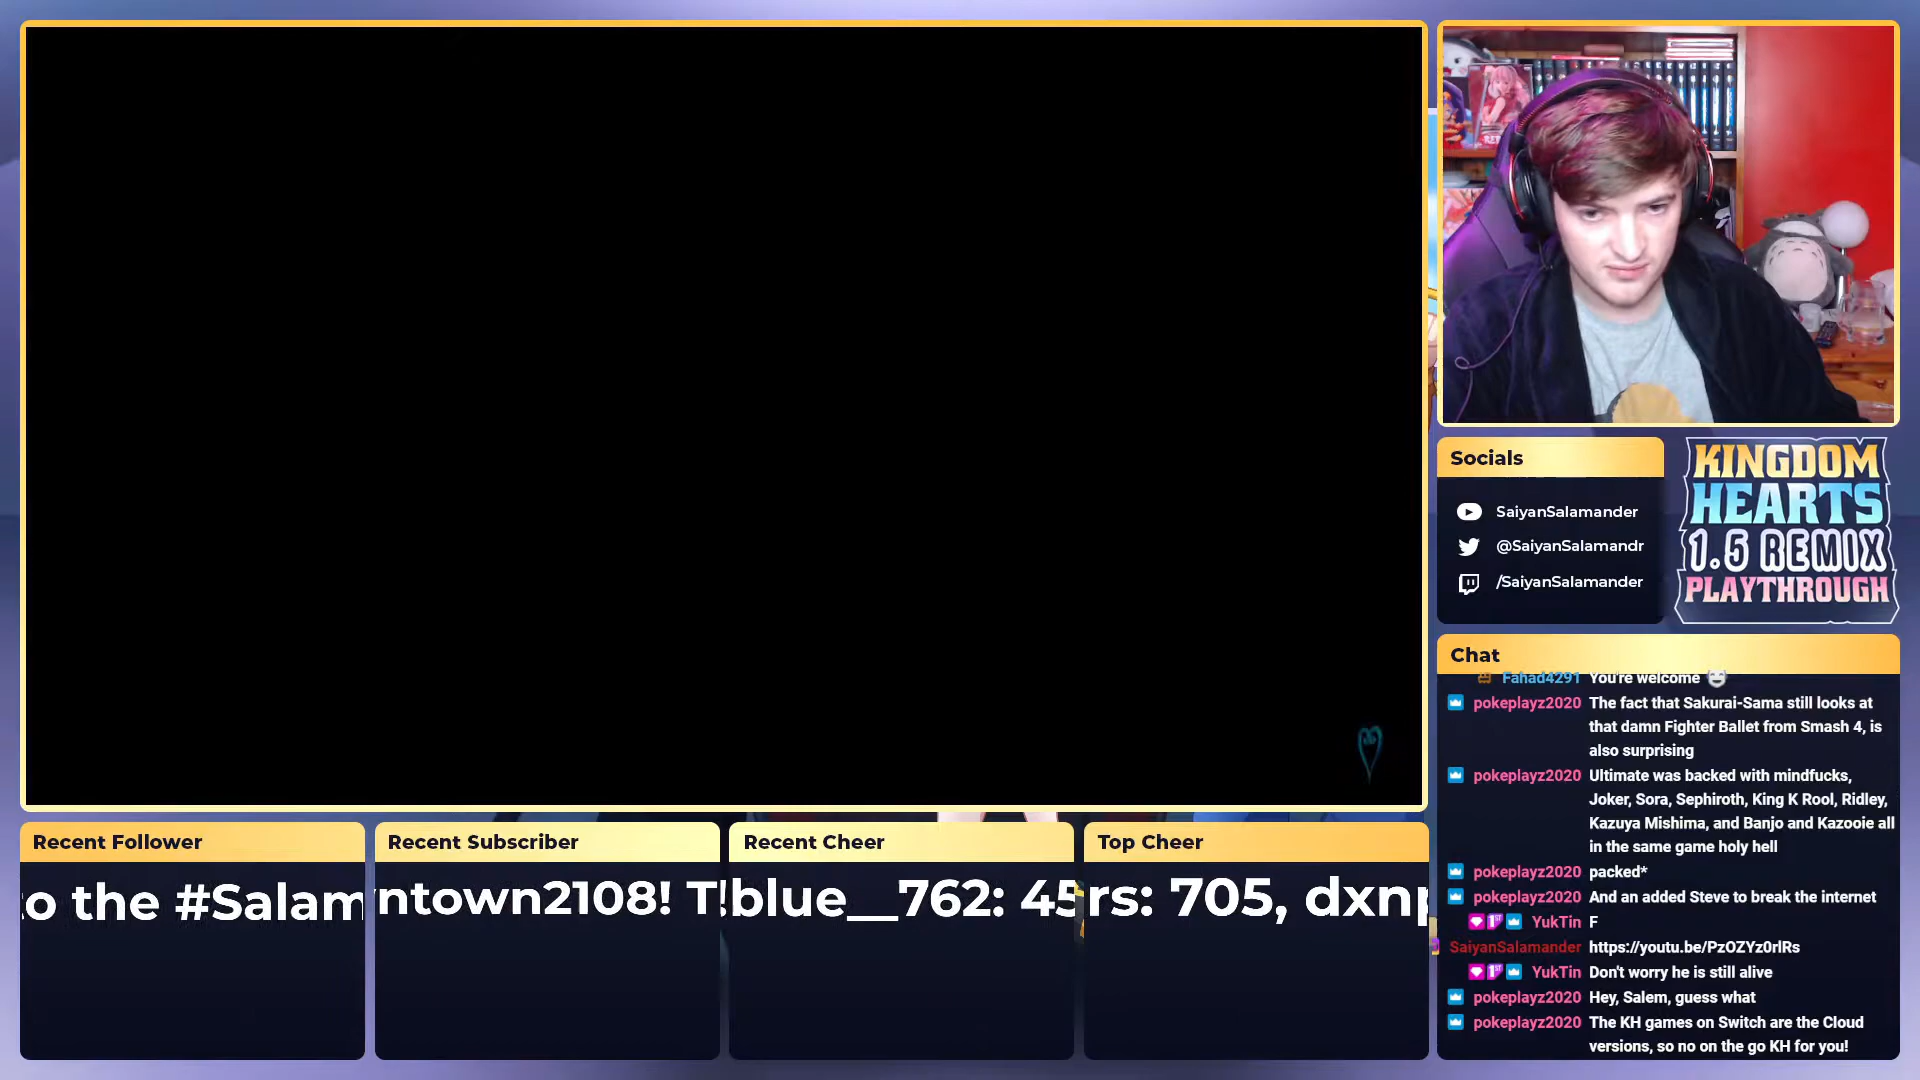 Socials
SaiyanSalamander
@SaiyanSalamandr
/SaiyanSalamander
KINGDOM
HEARTS
1.5 REMIX
PLAYTHROUGH
Chat
Fahad4291 You're welcome
pokeplayz2020 The fact that Sakurai-Sama still looks at
that damn Fighter Ballet from Smash 4, is
also surprising
pokeplayz2020 Ultimate was backed with mindfucks,
Joker, Sora, Sephiroth, King K Rool, Ridley,
Kazuya Mishima, and Banjo and Kazooie all
in the same game holy hell
pokeplayz2020 packed*
pokeplayz2020 And an added Steve to break the internet
YukTin F
SaiyanSalamander https://youtu.be/PzOZYz0rlRs
YukTin Don't worry he is still alive
pokeplayz2020 Hey, Salem, guess what
pokeplayz2020 The KH games on Switch are the Cloud
versions, so no on the go KH for you!
Recent Follower
to the #Salam
Recent Subscriber
ntown2108! T
Recent Cheer
!blue__762: 45
Top Cheer
rs: 705, dxn